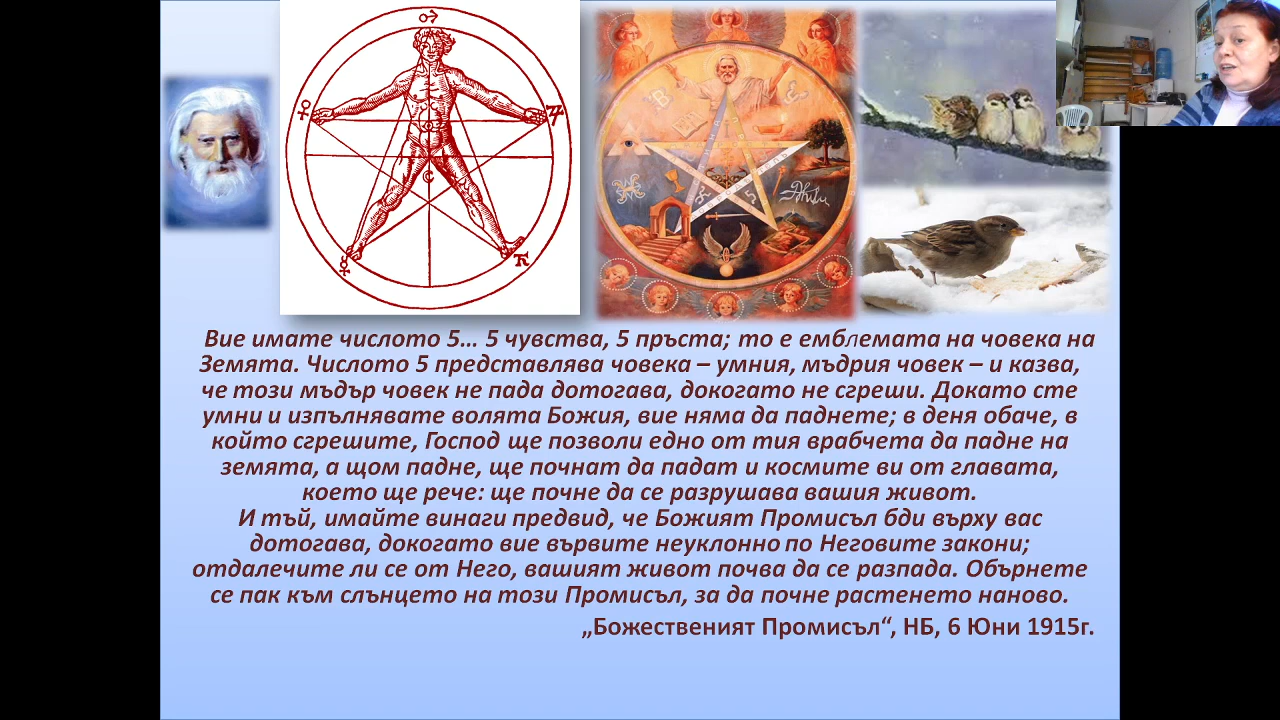 Вие имате числото 5... 5 чувства, 5 пръста; то е емблемата на човека на
Земята. Числото 5 представлява човека – умния, мъдрия човек – и казва,
че този мъдър човек не пада дотогава, докогато не сгреши. Докато сте
умни и изпълнявате волята Божия, вие няма да паднете; в деня обаче, в
който сгрешите, Господ ще позволи едно от тия врабчета да падне на
земята, а щом падне, ще почнат да падат и космите ви от главата,
което ще рече: ще почне да се разрушава вашия живот.
И тъй, имайте винаги предвид, че Божият Промисъл бди върху вас
дотогава, докогато вие вървите неуклонно по Неговите закони;
отдалечите ли се от Него, вашият живот почва да се разпада. Обърнете
се пак към слънцето на този Промисъл, за да почне растенето наново.
„Божественият Промисъл“, НБ, 6 Юни 1915г.